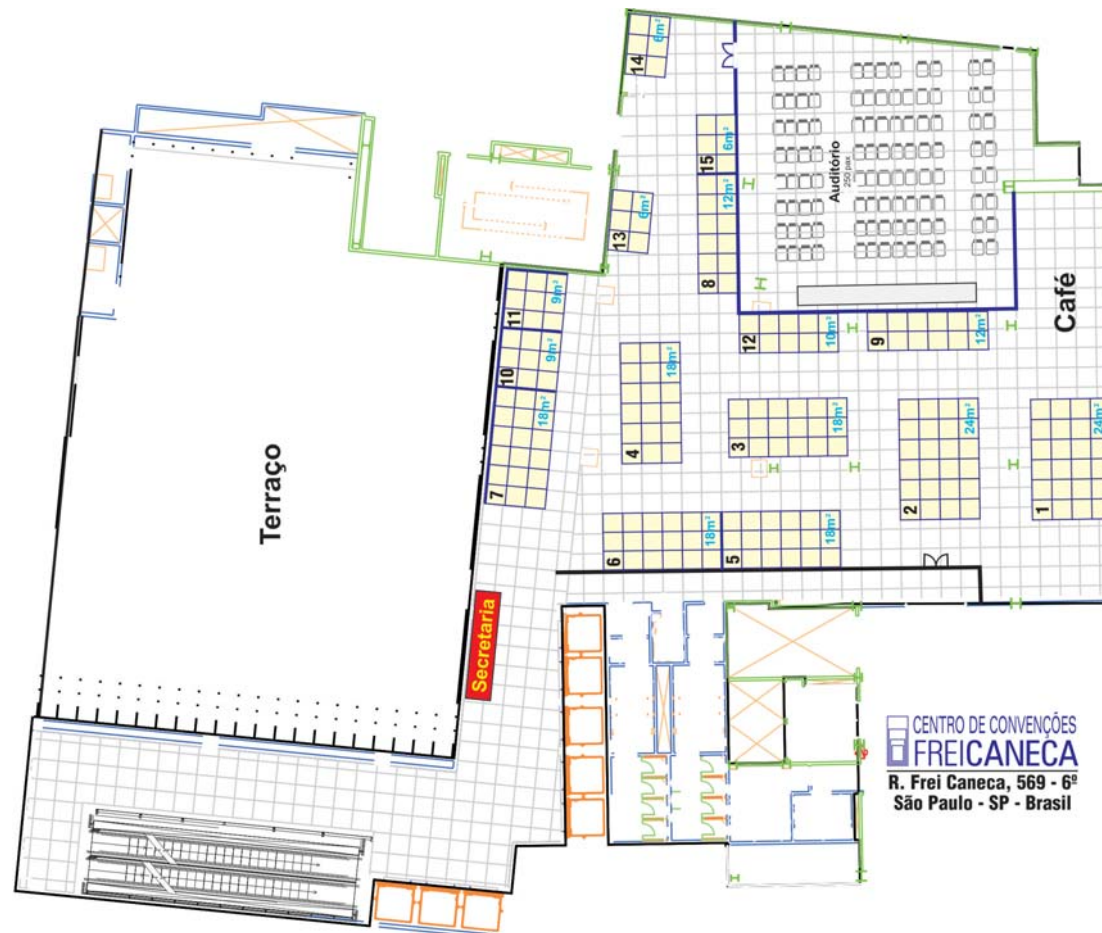 14
6m²
15
6m²
12m²
8
Auditório
250 pax
13
6m²
11
9m²
10
9m²
18m²
7
12
10m²
9
12m²
Café
18m²
4
3
18m²
24m²
2
24m²
1
Terraço
6
18m²
5
18m²
Secretaria
CENTRO DE CONVENÇÕES
FREICANECA
R. Frei Caneca, 569 - 6º
São Paulo - SP - Brasil